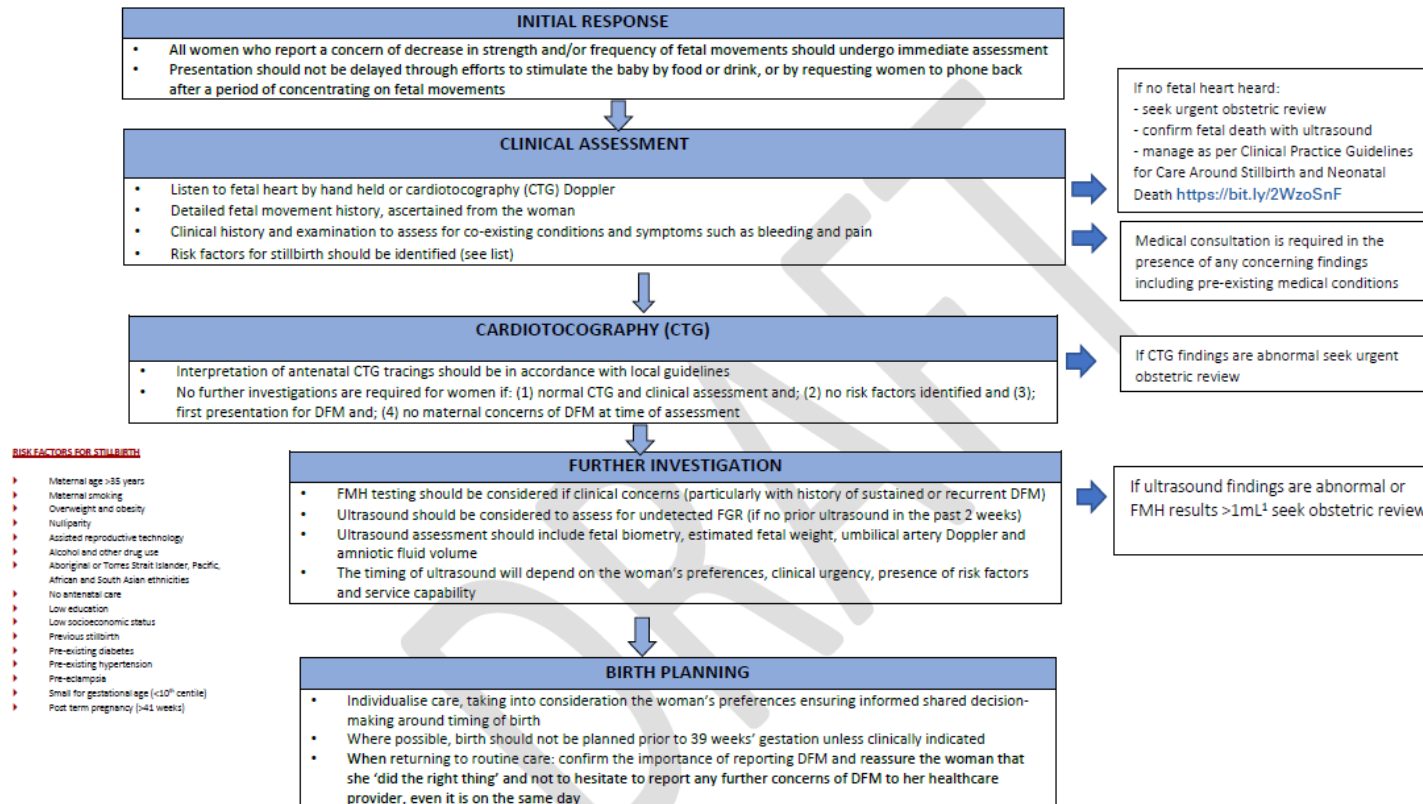 INITIAL RESPONSE
• All women who report a concern of decrease in strength and/or frequency of fetal movements should undergo immediate assessment
• Presentation should not be delayed through efforts to stimulate the baby by food or drink, or by requesting women to phone back
after a period of concentrating on fetal movements
CLINICAL ASSESSMENT
• Listen to fetal heart by hand held or cardiotocography (CTG) Doppler
• Detailed fetal movement history, ascertained from the woman
• Clinical history and examination to assess for co-existing conditions and symptoms such as bleeding and pain
• Risk factors for stillbirth should be identified (see list)
If no fetal heart heard:
- seek urgent obstetric review
- confirm fetal death with ultrasound
- manage as per Clinical Practice Guidelines
for Care Around Stillbirth and Neonatal
Death https://bit.ly/2WzoSnF
Medical consultation is required in the
presence of any concerning findings
including pre-existing medical conditions
CARDIOTOCOGRAPHY (CTG)
• Interpretation of antenatal CTG tracings should be in accordance with local guidelines
• No further investigations are required for women if: (1) normal CTG and clinical assessment and; (2) no risk factors identified and (3);
first presentation for DFM and; (4) no maternal concerns of DFM at time of assessment
If CTG findings are abnormal seek urgent
obstetric review
RISK FACTORS FOR STILLBIRTH
Maternal age >35 years
Maternal smoking
Overweight and obesity
Nulliparity
Assisted reproductive technology
Alcohol and other drug use
Aboriginal or Torres Strait Islander, Pacific,
African and South Asian ethnicities
No antenatal care
Low education
Low socioeconomic status
Previous stillbirth
Pre-existing diabetes
Pre-existing hypertension
Pre-eclampsia
Small for gestational age (<10th centile)
Post term pregnancy (>41 weeks)
FURTHER INVESTIGATION
• FMH testing should be considered if clinical concerns (particularly with history of sustained or recurrent DFM)
• Ultrasound should be considered to assess for undetected FGR (if no prior ultrasound in the past 2 weeks)
• Ultrasound assessment should include fetal biometry, estimated fetal weight, umbilical artery Doppler and
amniotic fluid volume
• The timing of ultrasound will depend on the woman's preferences, clinical urgency, presence of risk factors
and service capability
If ultrasound findings are abnormal or
FMH results >1mL¹ seek obstetric review
BIRTH PLANNING
• Individualise care, taking into consideration the woman's preferences ensuring informed shared decision-
making around timing of birth
• Where possible, birth should not be planned prior to 39 weeks' gestation unless clinically indicated
• When returning to routine care: confirm the importance of reporting DFM and reassure the woman that
she 'did the right thing' and not to hesitate to report any further concerns of DFM to her healthcare
provider, even it is on the same day
DRAFT